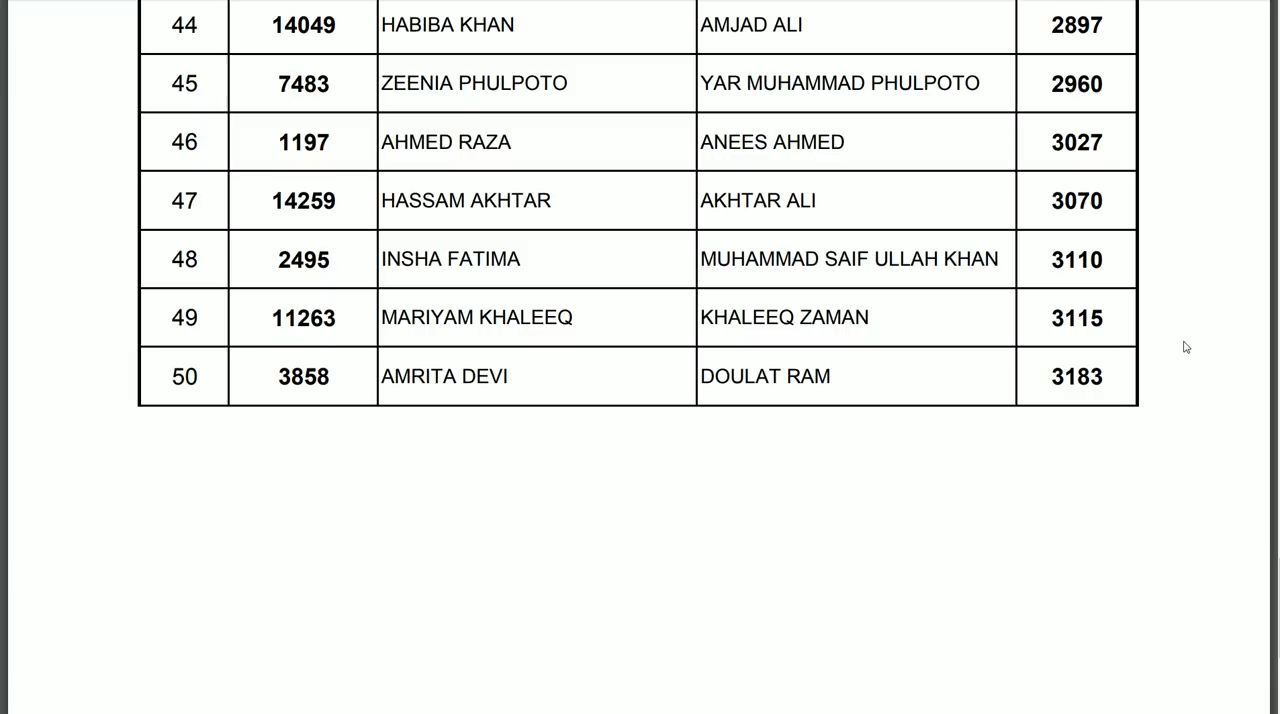 44 14049 HABIBA KHAN AMJAD ALI 2897
45 7483 ZEENIA PHULPOTO YAR MUHAMMAD PHULPOTO 2960
46 1197 AHMED RAZA ANEES AHMED 3027
47 14259 HASSAM AKHTAR AKHTAR ALI 3070
48 2495 INSHA FATIMA MUHAMMAD SAIF ULLAH KHAN 3110
49 11263 MARIYAM KHALEEQ KHALEEQ ZAMAN 3115
50 3858 AMRITA DEVI DOULAT RAM 3183